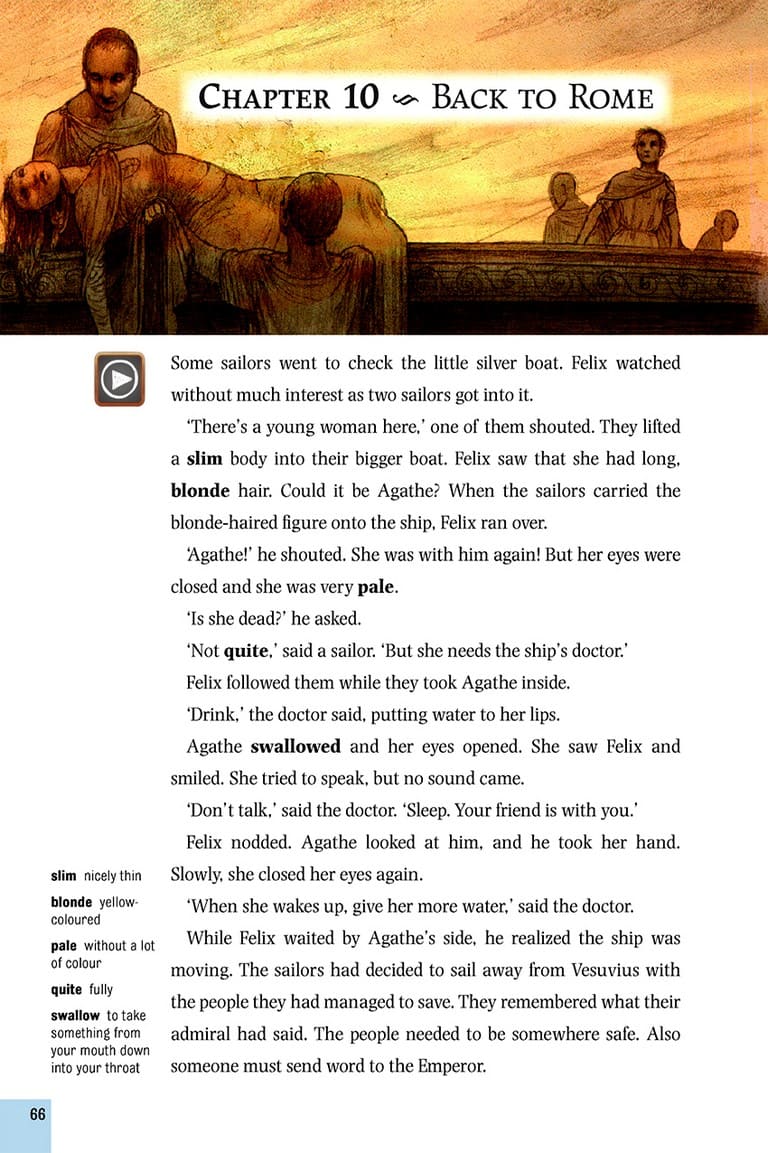 CHAPTER 10 ~ BACK TO ROME
Some sailors went to check the little silver boat. Felix watched
without much interest as two sailors got into it.
‘There’s a young woman here,’ one of them shouted. They lifted
a slim body into their bigger boat. Felix saw that she had long,
blonde hair. Could it be Agathe? When the sailors carried the
blonde-haired figure onto the ship, Felix ran over.
‘Agathe!’ he shouted. She was with him again! But her eyes were
closed and she was very pale.
‘Is she dead?’ he asked.
‘Not quite,’ said a sailor. ‘But she needs the ship’s doctor.’
Felix followed them while they took Agathe inside.
‘Drink,’ the doctor said, putting water to her lips.
Agathe swallowed and her eyes opened. She saw Felix and
smiled. She tried to speak, but no sound came.
‘Don’t talk,’ said the doctor. ‘Sleep. Your friend is with you.’
Felix nodded. Agathe looked at him, and he took her hand.
Slowly, she closed her eyes again.
‘When she wakes up, give her more water,’ said the doctor.
While Felix waited by Agathe’s side, he realized the ship was
moving. The sailors had decided to sail away from Vesuvius with
the people they had managed to save. They remembered what their
admiral had said. The people needed to be somewhere safe. Also
someone must send word to the Emperor.
slim nicely thin
blonde yellow-
coloured
pale without a lot
of colour
quite fully
swallow to take
something from
your mouth down
into your throat
66